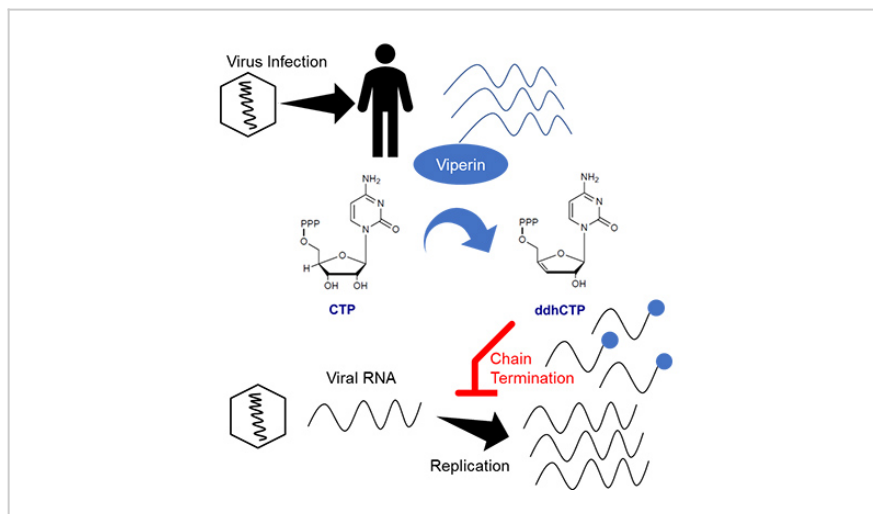 Virus Infection
Viperin
NH₂
N
N
O
PPP
O
O
H
OH OH
CTP
NH₂
N
N
O
PPP
O
O
OH
ddhCTP
Chain
Termination
Viral RNA
Replication